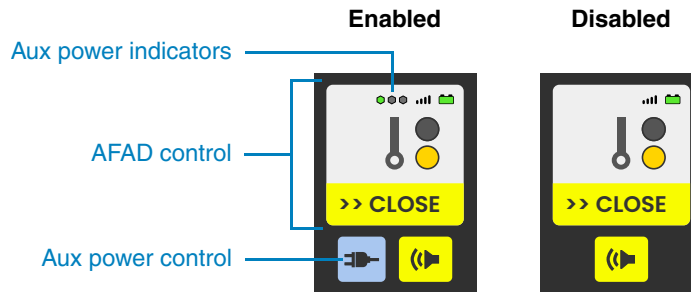 Enabled Disabled
Aux power indicators
AFAD control
>> CLOSE >> CLOSE
Aux power control